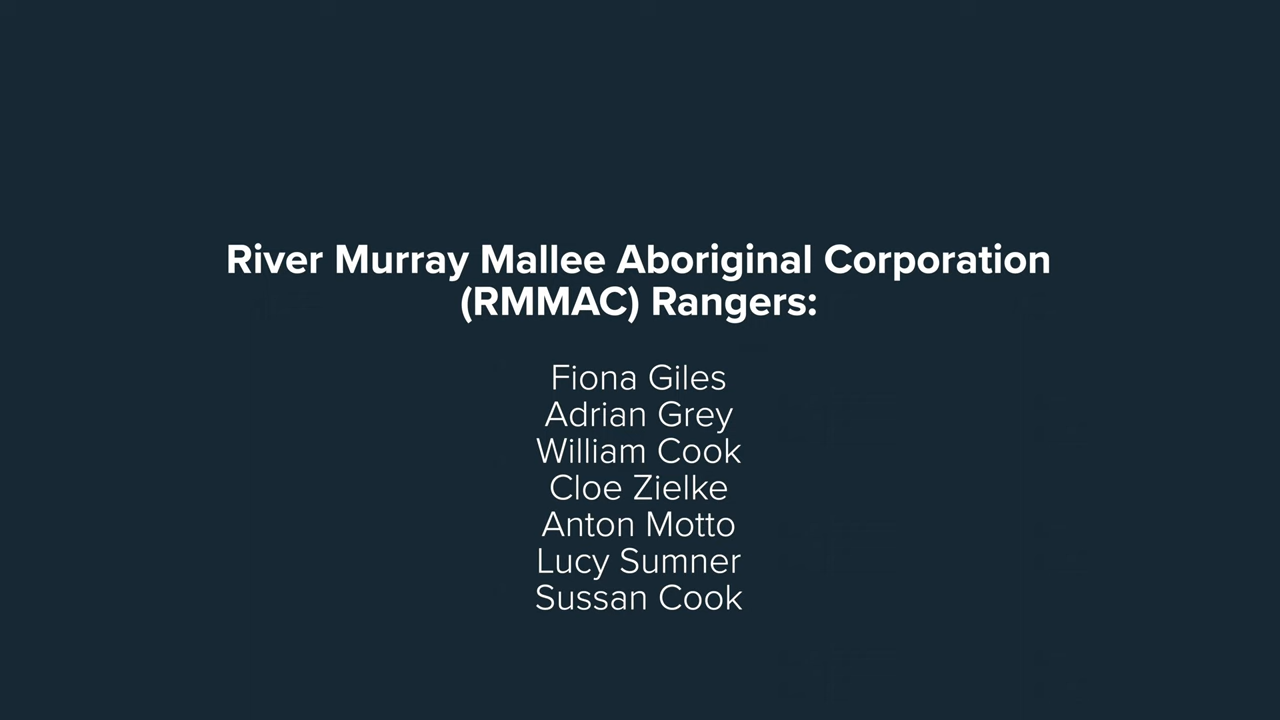 River Murray Mallee Aboriginal Corporation
(RMMAC) Rangers:
Fiona Giles
Adrian Grey
William Cook
Cloe Zielke
Anton Motto
Lucy Sumner
Sussan Cook